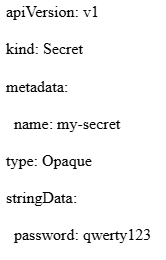 apiVersion: v1
kind: Secret
metadata:
  name: my-secret
type: Opaque
stringData:
  password: qwerty123